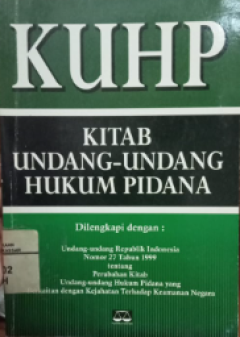 KUHP
KITAB
UNDANG-UNDANG
HUKUM PIDANA
Dilengkapi dengan :
Undang-undang Republik Indonesia
Nomor 27 Tahun 1999
tentang
Perubahan Kitab
Undang-undang Hukum Pidana yang
dengan Kejahatan Terhadap Keamanan Negara